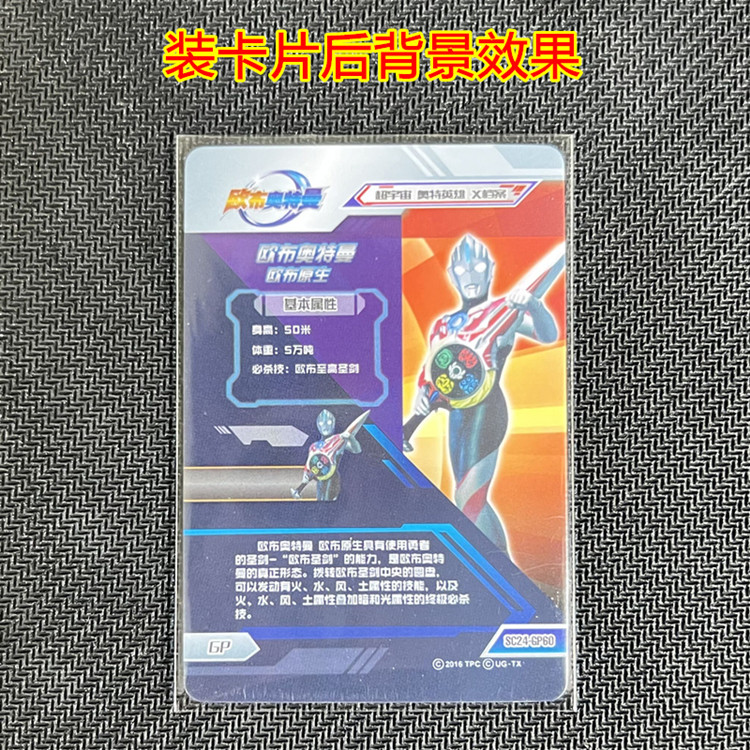 装卡片后背景效果
欧布奥特曼
超宇宙 奥特英雄 X档案
欧布奥特曼
欧布原生
基本属性
身高：50米
体重：5万吨
必杀技：欧布至高圣剑
欧布奥特曼 欧布原生具有使用勇者
的圣剑-“欧布圣剑”的能力，是欧布奥特
曼的真正形态。拨转欧布圣剑中央的圆盘，
可以发动有火、水、风、土属性的技能，以及
火、水、风、土属性叠加暗和光属性的终级必杀
技。
GP
SC24-GP60
©2016 TPC ©UG-TX